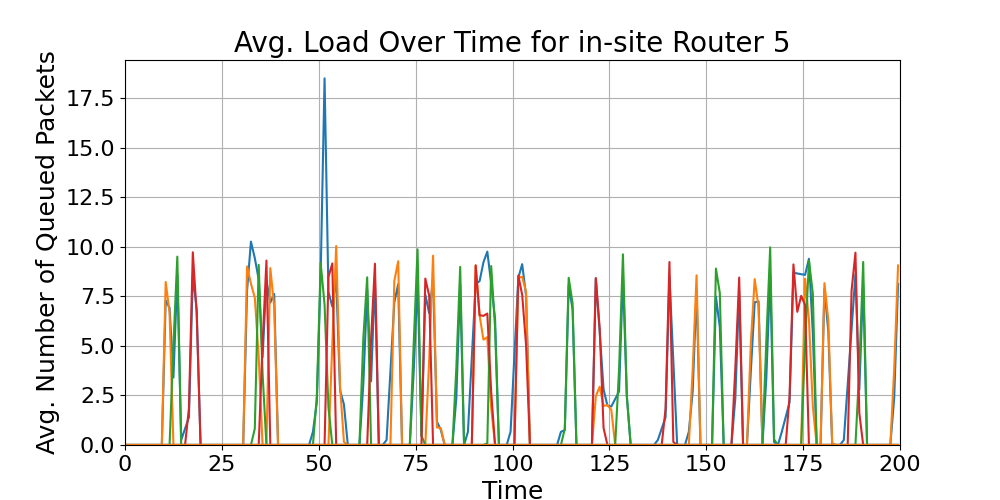 Avg. Load Over Time for in-site Router 5
Avg. Number of Queued Packets
17.5
15.0
12.5
10.0
7.5
5.0
2.5
0.0
0 25 50 75 100 125 150 175 200
Time